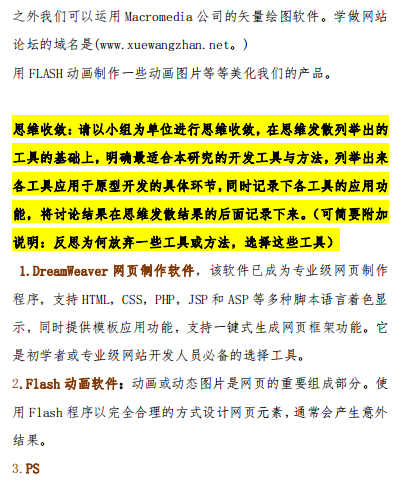 之外我们可以运用 Macromedia 公司的矢量绘图软件。学做网站
论坛的域名是(www.xuewangzhan.net。)
用 FLASH 动画制作一些动画图片等等美化我们的产品。
思维收敛：请以小组为单位进行思维收敛，在思维发散列举出的
工具的基础上，明确最适合本研究的开发工具与方法，列举出来
各工具应用于原型开发的具体环节，同时记录下各工具的应用功
能，将讨论结果在思维发散结果的后面记录下来。（可简要附加
说明：反思为何放弃一些工具或方法，选择这些工具）
1.DreamWeaver 网页制作软件，该软件已成为专业级网页制作
程序，支持 HTML，CSS，PHP，JSP 和 ASP 等多种脚本语言着色显
示，同时提供模板应用功能，支持一键式生成网页框架功能。它
是初学者或专业级网站开发人员必备的选择工具。
2.Flash 动画软件：动画或动态图片是网页的重要组成部分。使
用 Flash 程序以完全合理的方式设计网页元素，通常会产生意外
结果。
3.PS